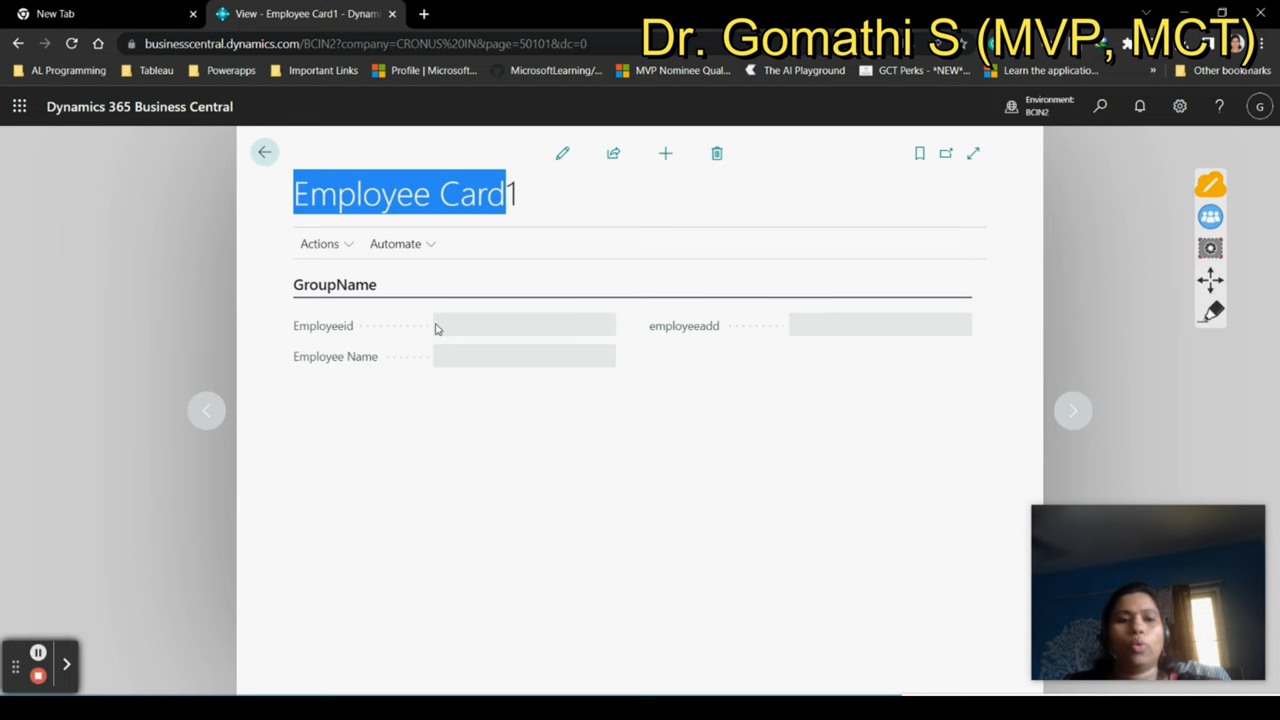 New Tab
View - Employee Card1 - Dynami
Dr. Gomathi S (MVP, MCT)
businesscentral.dynamics.com/BCIN2?company=CRONUS%20IN&page=50101&dc=0
AL Programming
Tableau
Powerapps
Important Links
Profile | Microsoft...
MicrosoftLearning/...
MVP Nominee Qual...
The AI Playground
GCT Perks - *NEW*...
Learn the applicatio...
»
Other bookmarks
Dynamics 365 Business Central
Environment:
BCIN2
?
G
Employee Card1
Actions
Automate
GroupName
Employeeid
employeeadd
Employee Name